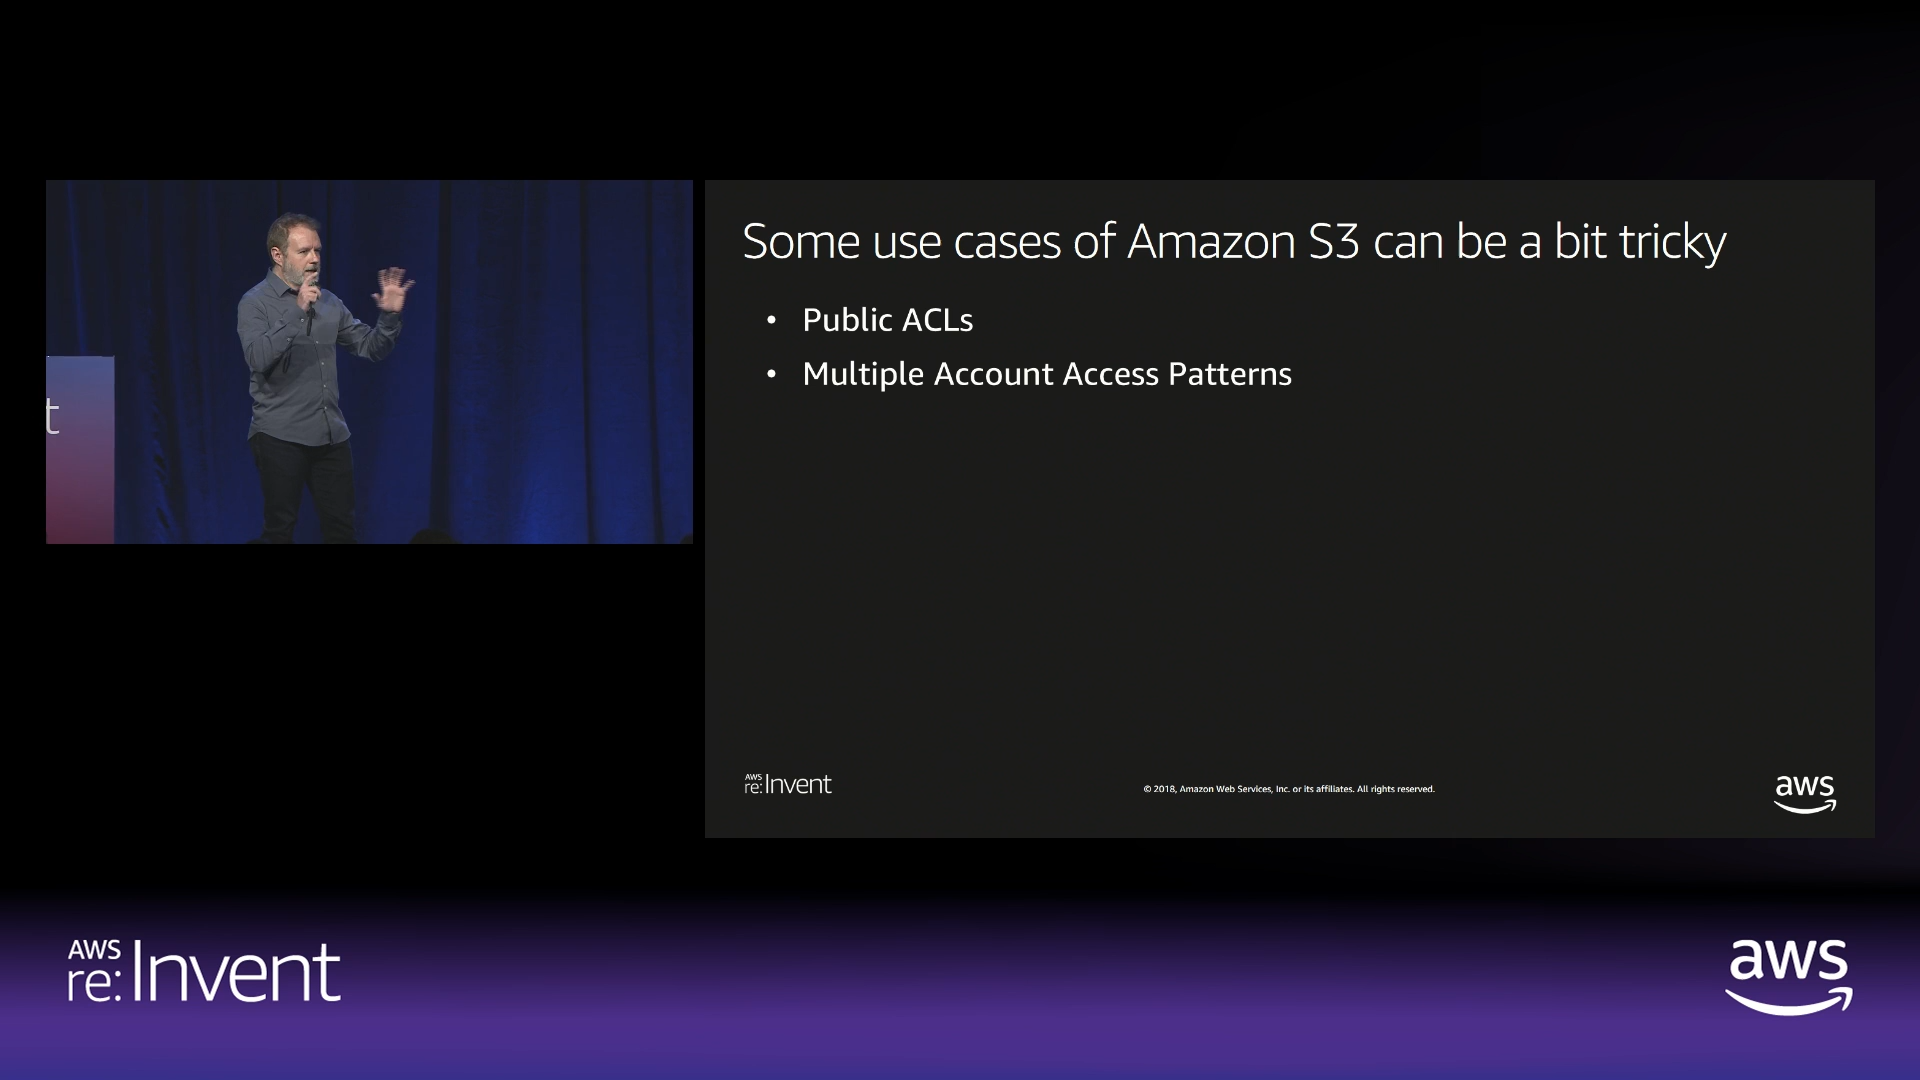 Some use cases of Amazon S3 can be a bit tricky
• Public ACLs
• Multiple Account Access Patterns
t
AWS
re:Invent
© 2018, Amazon Web Services, Inc. or its affiliates. All rights reserved.
aws
AWS
re:Invent
aws